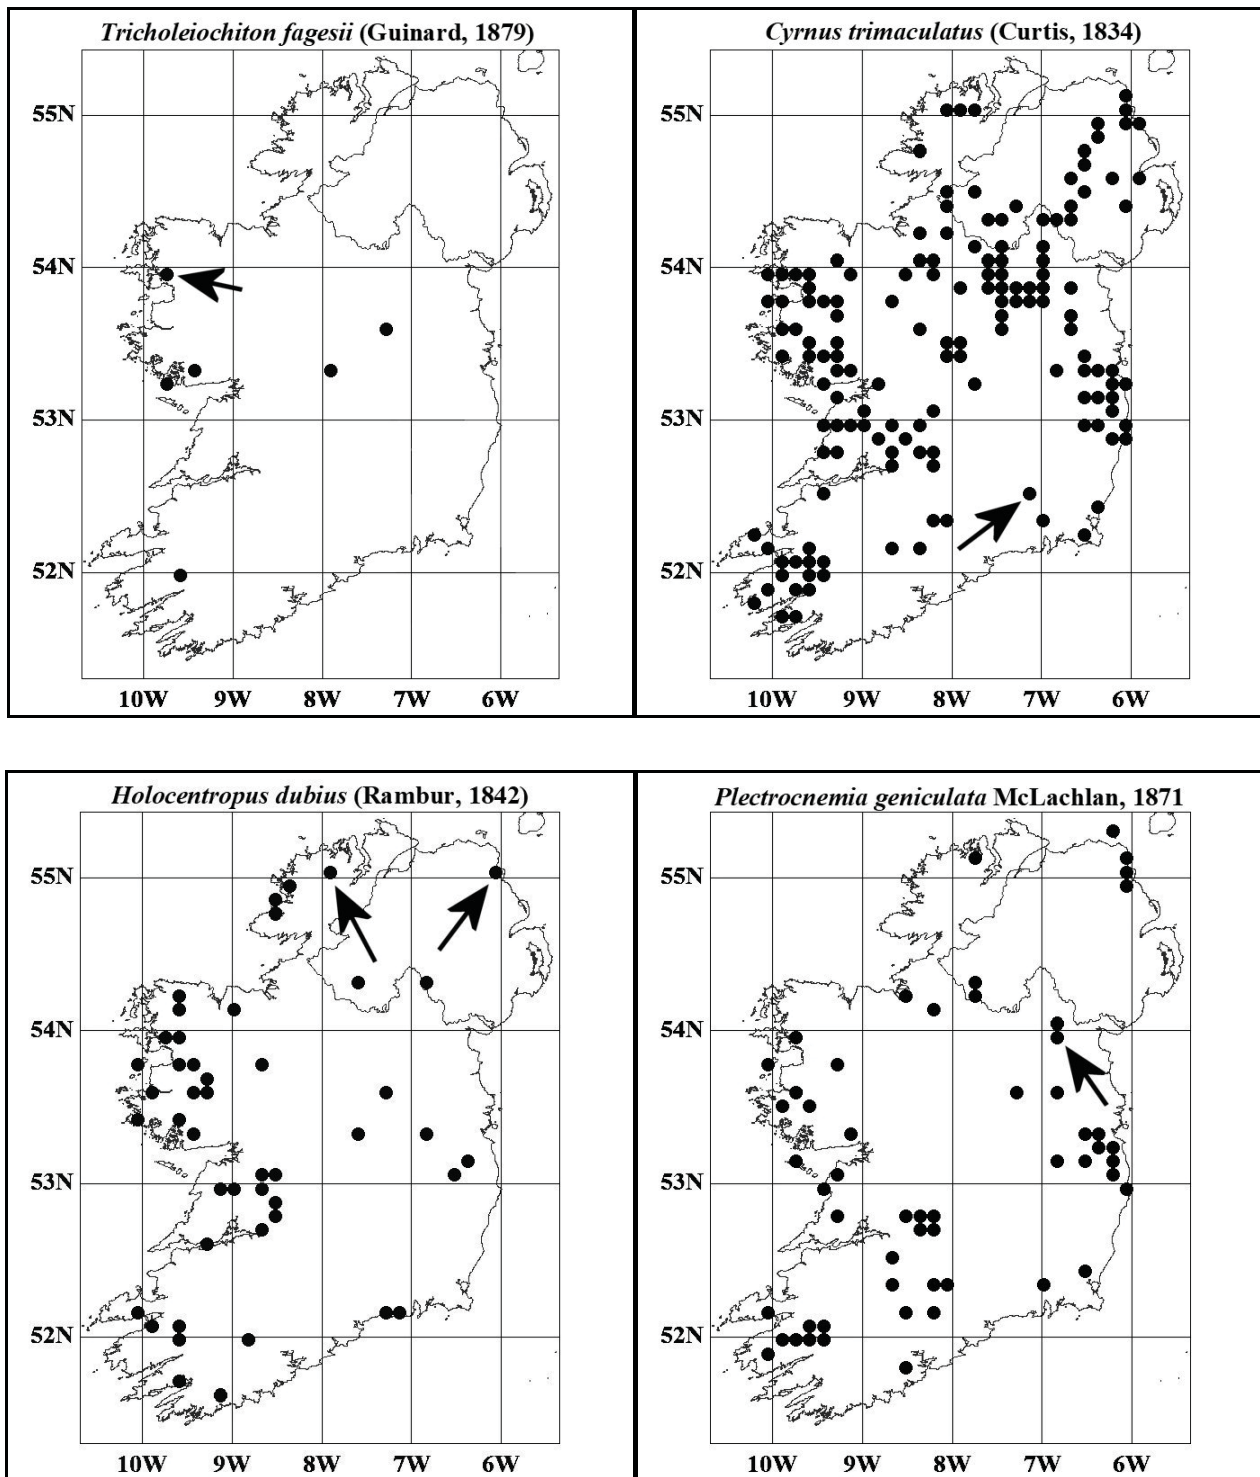 Tricholeiochiton fagesii (Guinard, 1879)
55N
54N
53N
52N
10W 9W 8W 7W 6W
Cyrnus trimaculatus (Curtis, 1834)
55N
54N
53N
52N
10W 9W 8W 7W 6W
Holocentropus dubius (Rambur, 1842)
55N
54N
53N
52N
10W 9W 8W 7W 6W
Plectrocnemia geniculata McLachlan, 1871
55N
54N
53N
52N
10W 9W 8W 7W 6W